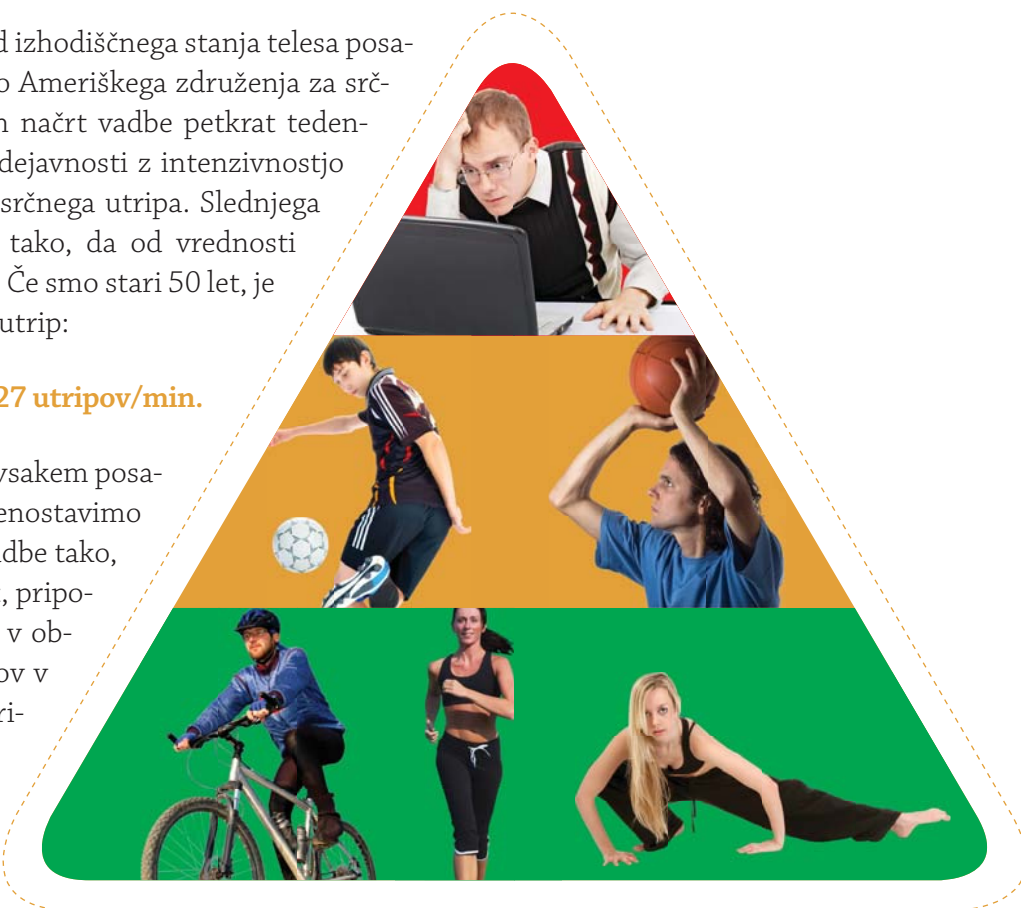 izhodiščnega stanja telesa posa-
Ameriškega združenja za srč-
načrt vadbe petkrat teden-
dejavnosti z intenzivnostjo
srčnega utripa. Slednjega
tako, da od vrednosti
Če smo stari 50 let, je
utrip:
27 utripov/min.
vsakem posa-
enostavimo
tako,
pripo-
v ob-
v
ri-